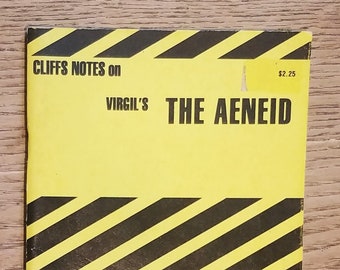 CLIFFS NOTES on
$2.25
VIRGIL'S THE AENEID